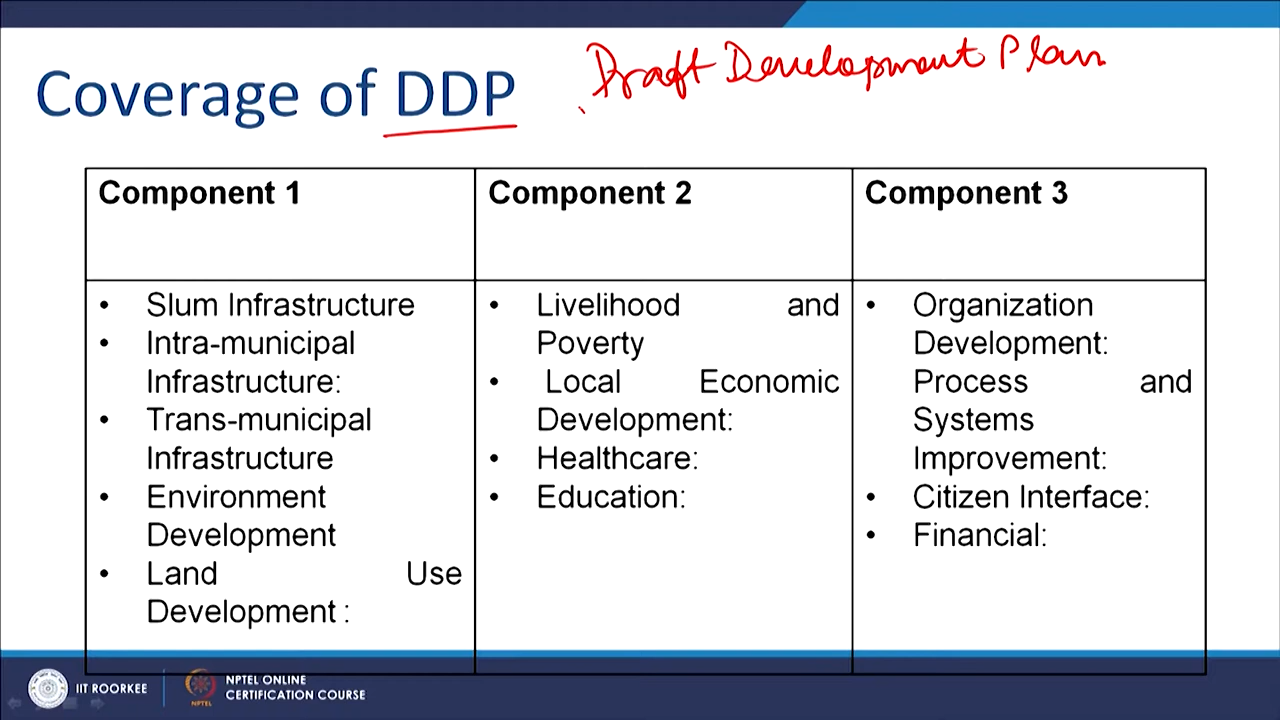 Draft Development Plan
Coverage of DDP
Component 1
Component 2
Component 3
• Slum Infrastructure
• Intra-municipal
Infrastructure:
• Trans-municipal
Infrastructure
• Environment
Development
• Land Use
Development :
• Livelihood and
Poverty
• Local Economic
Development:
• Healthcare:
• Education:
• Organization
Development:
Process and
Systems
Improvement:
• Citizen Interface:
• Financial:
IIT ROORKEE
NPTEL
NPTEL ONLINE
CERTIFICATION COURSE